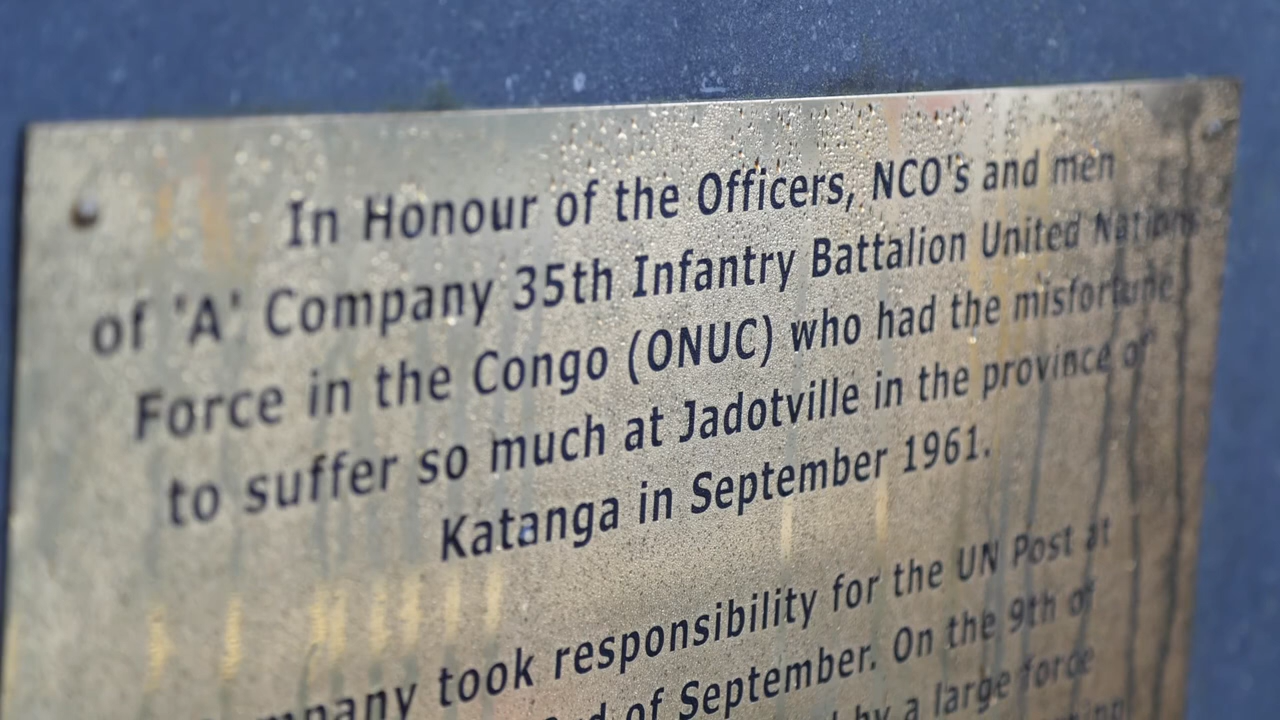 In Honour of the Officers, NCO's and men
of 'A' Company 35th Infantry Battalion United Nations
Force in the Congo (ONUC) who had the misfortune
to suffer so much at Jadotville in the province of
Katanga in September 1961.
took responsibility for the UN Post at
of September. On the 9th of
by a large force